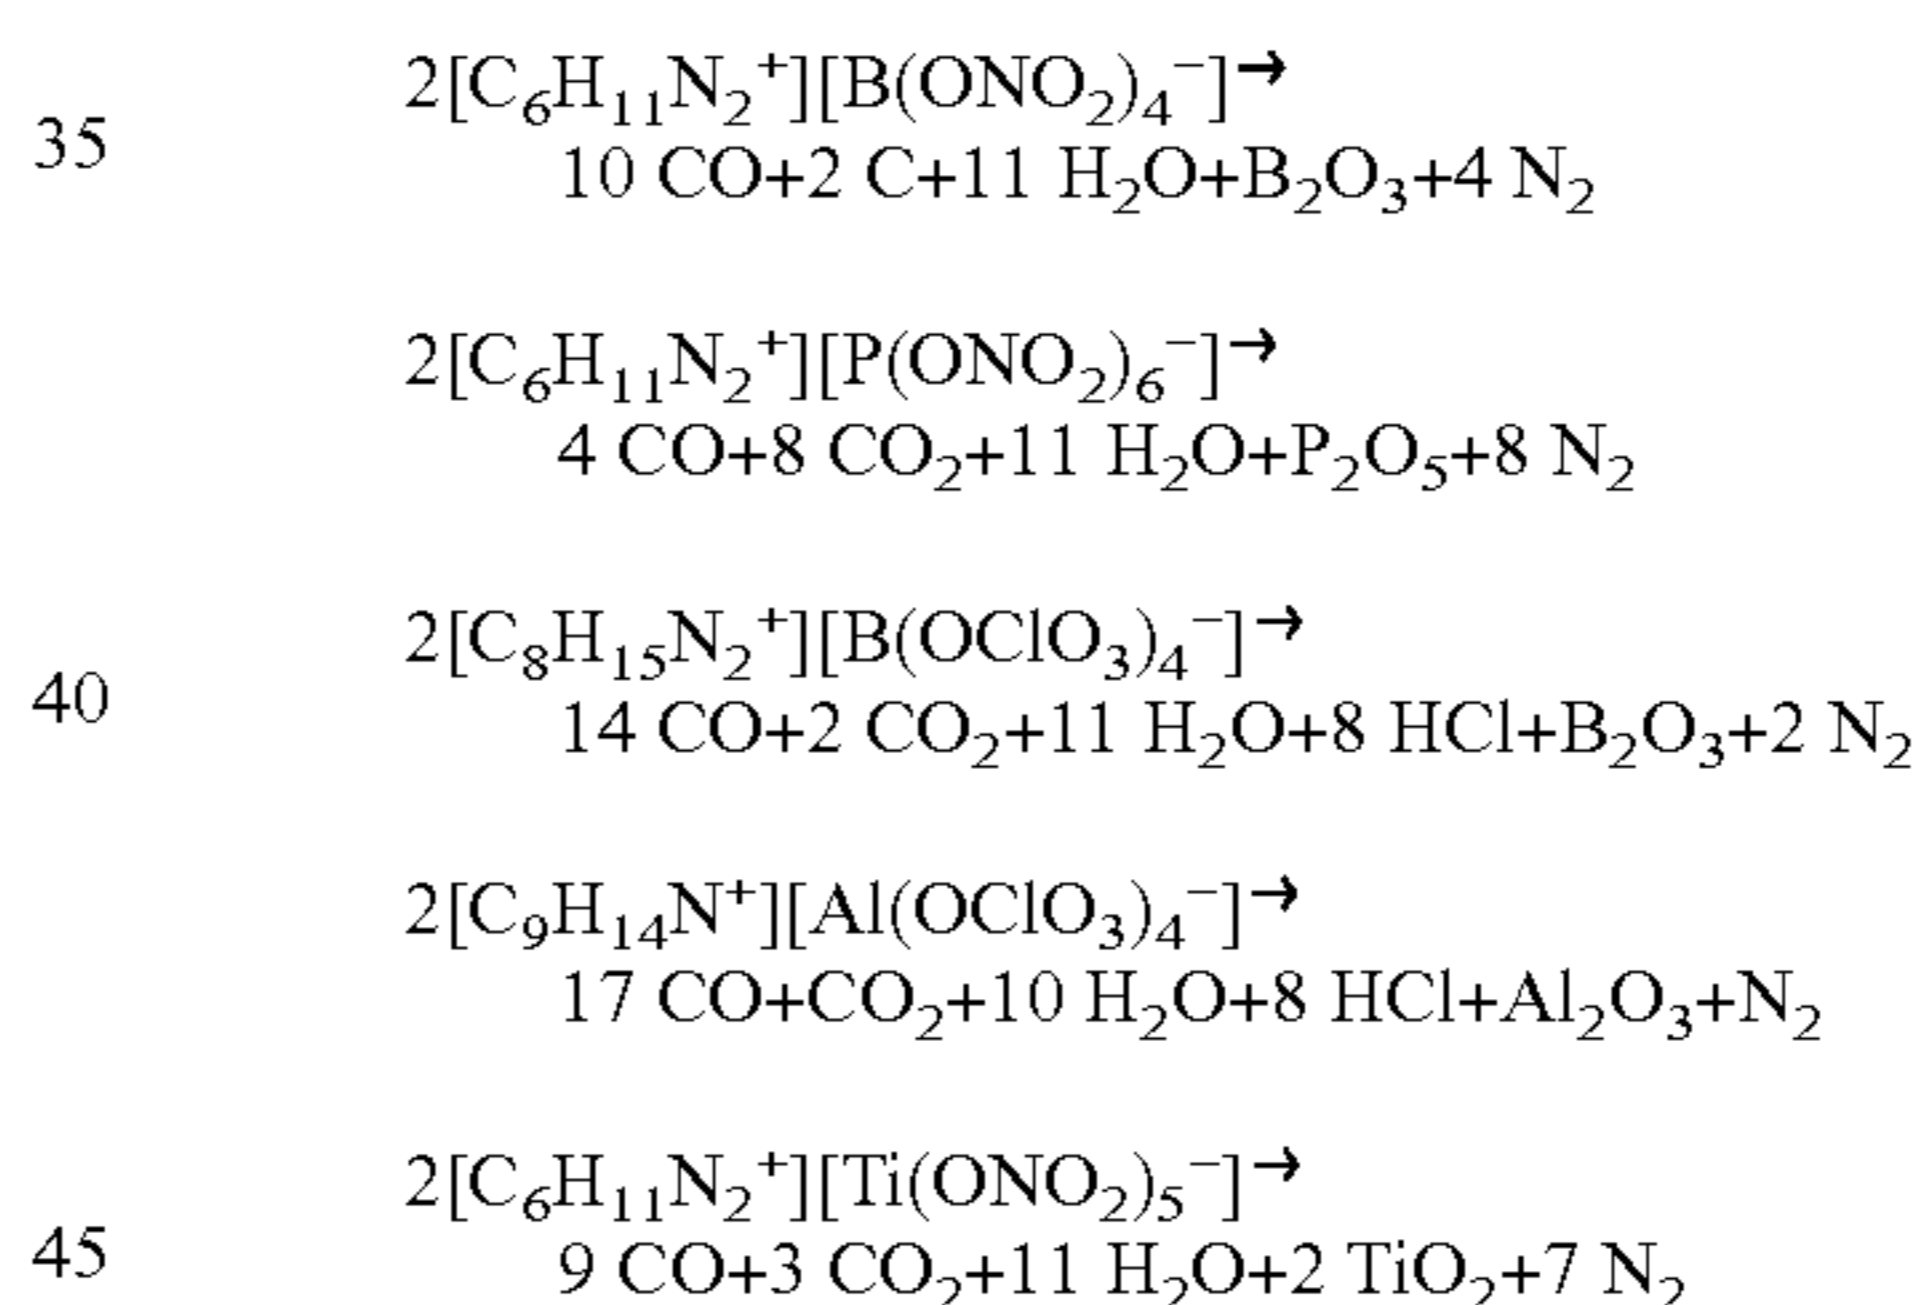 2[C₆H₁₁N₂⁺][B(ONO₂)₄⁻]→
35
10 CO+2 C+11 H₂O+B₂O₃+4 N₂
2[C₆H₁₁N₂⁺][P(ONO₂)₆⁻]→
4 CO+8 CO₂+11 H₂O+P₂O₅+8 N₂
2[C₈H₁₅N₂⁺][B(OClO₃)₄⁻]→
40
14 CO+2 CO₂+11 H₂O+8 HCl+B₂O₃+2 N₂
2[C₉H₁₄N⁺][Al(OClO₃)₄⁻]→
17 CO+CO₂+10 H₂O+8 HCl+Al₂O₃+N₂
2[C₆H₁₁N₂⁺][Ti(ONO₂)₅⁻]→
45
9 CO+3 CO₂+11 H₂O+2 TiO₂+7 N₂